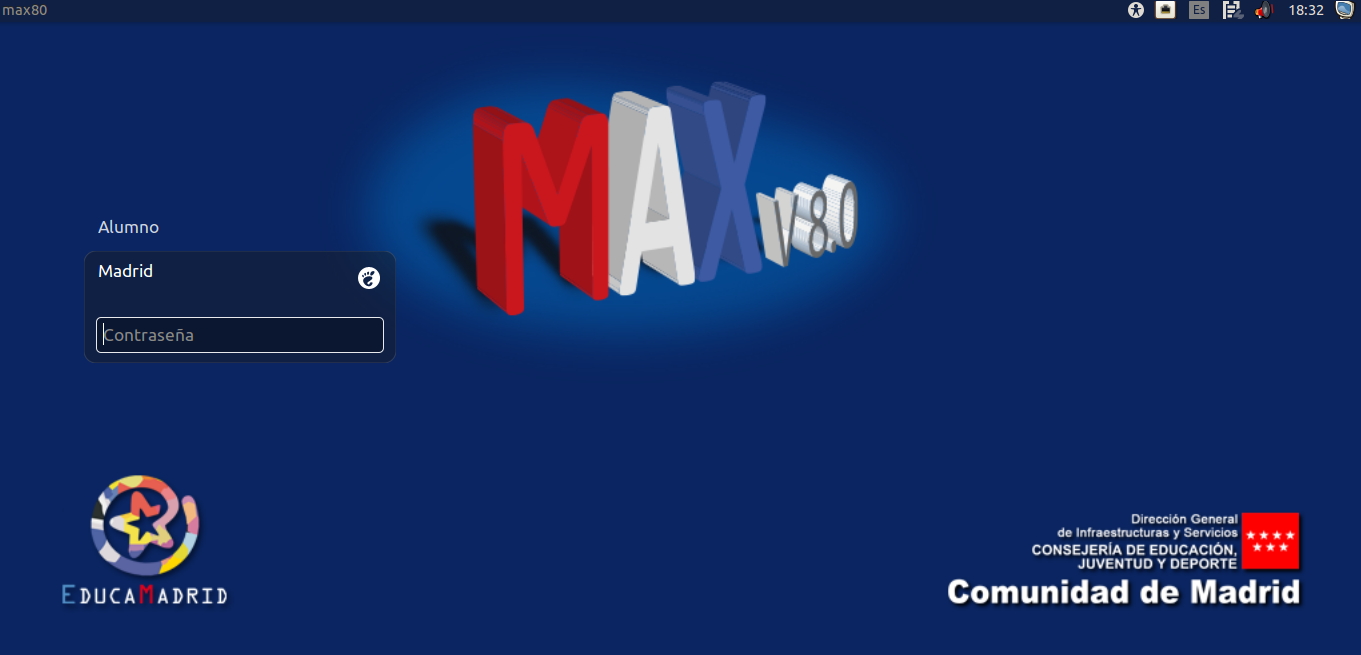 max80
Es
18:32
MAX v8.0
Alumno
Madrid
Contraseña
EDUCAMADRID
Dirección General
de Infraestructuras y Servicios
CONSEJERÍA DE EDUCACIÓN,
JUVENTUD Y DEPORTE
Comunidad de Madrid